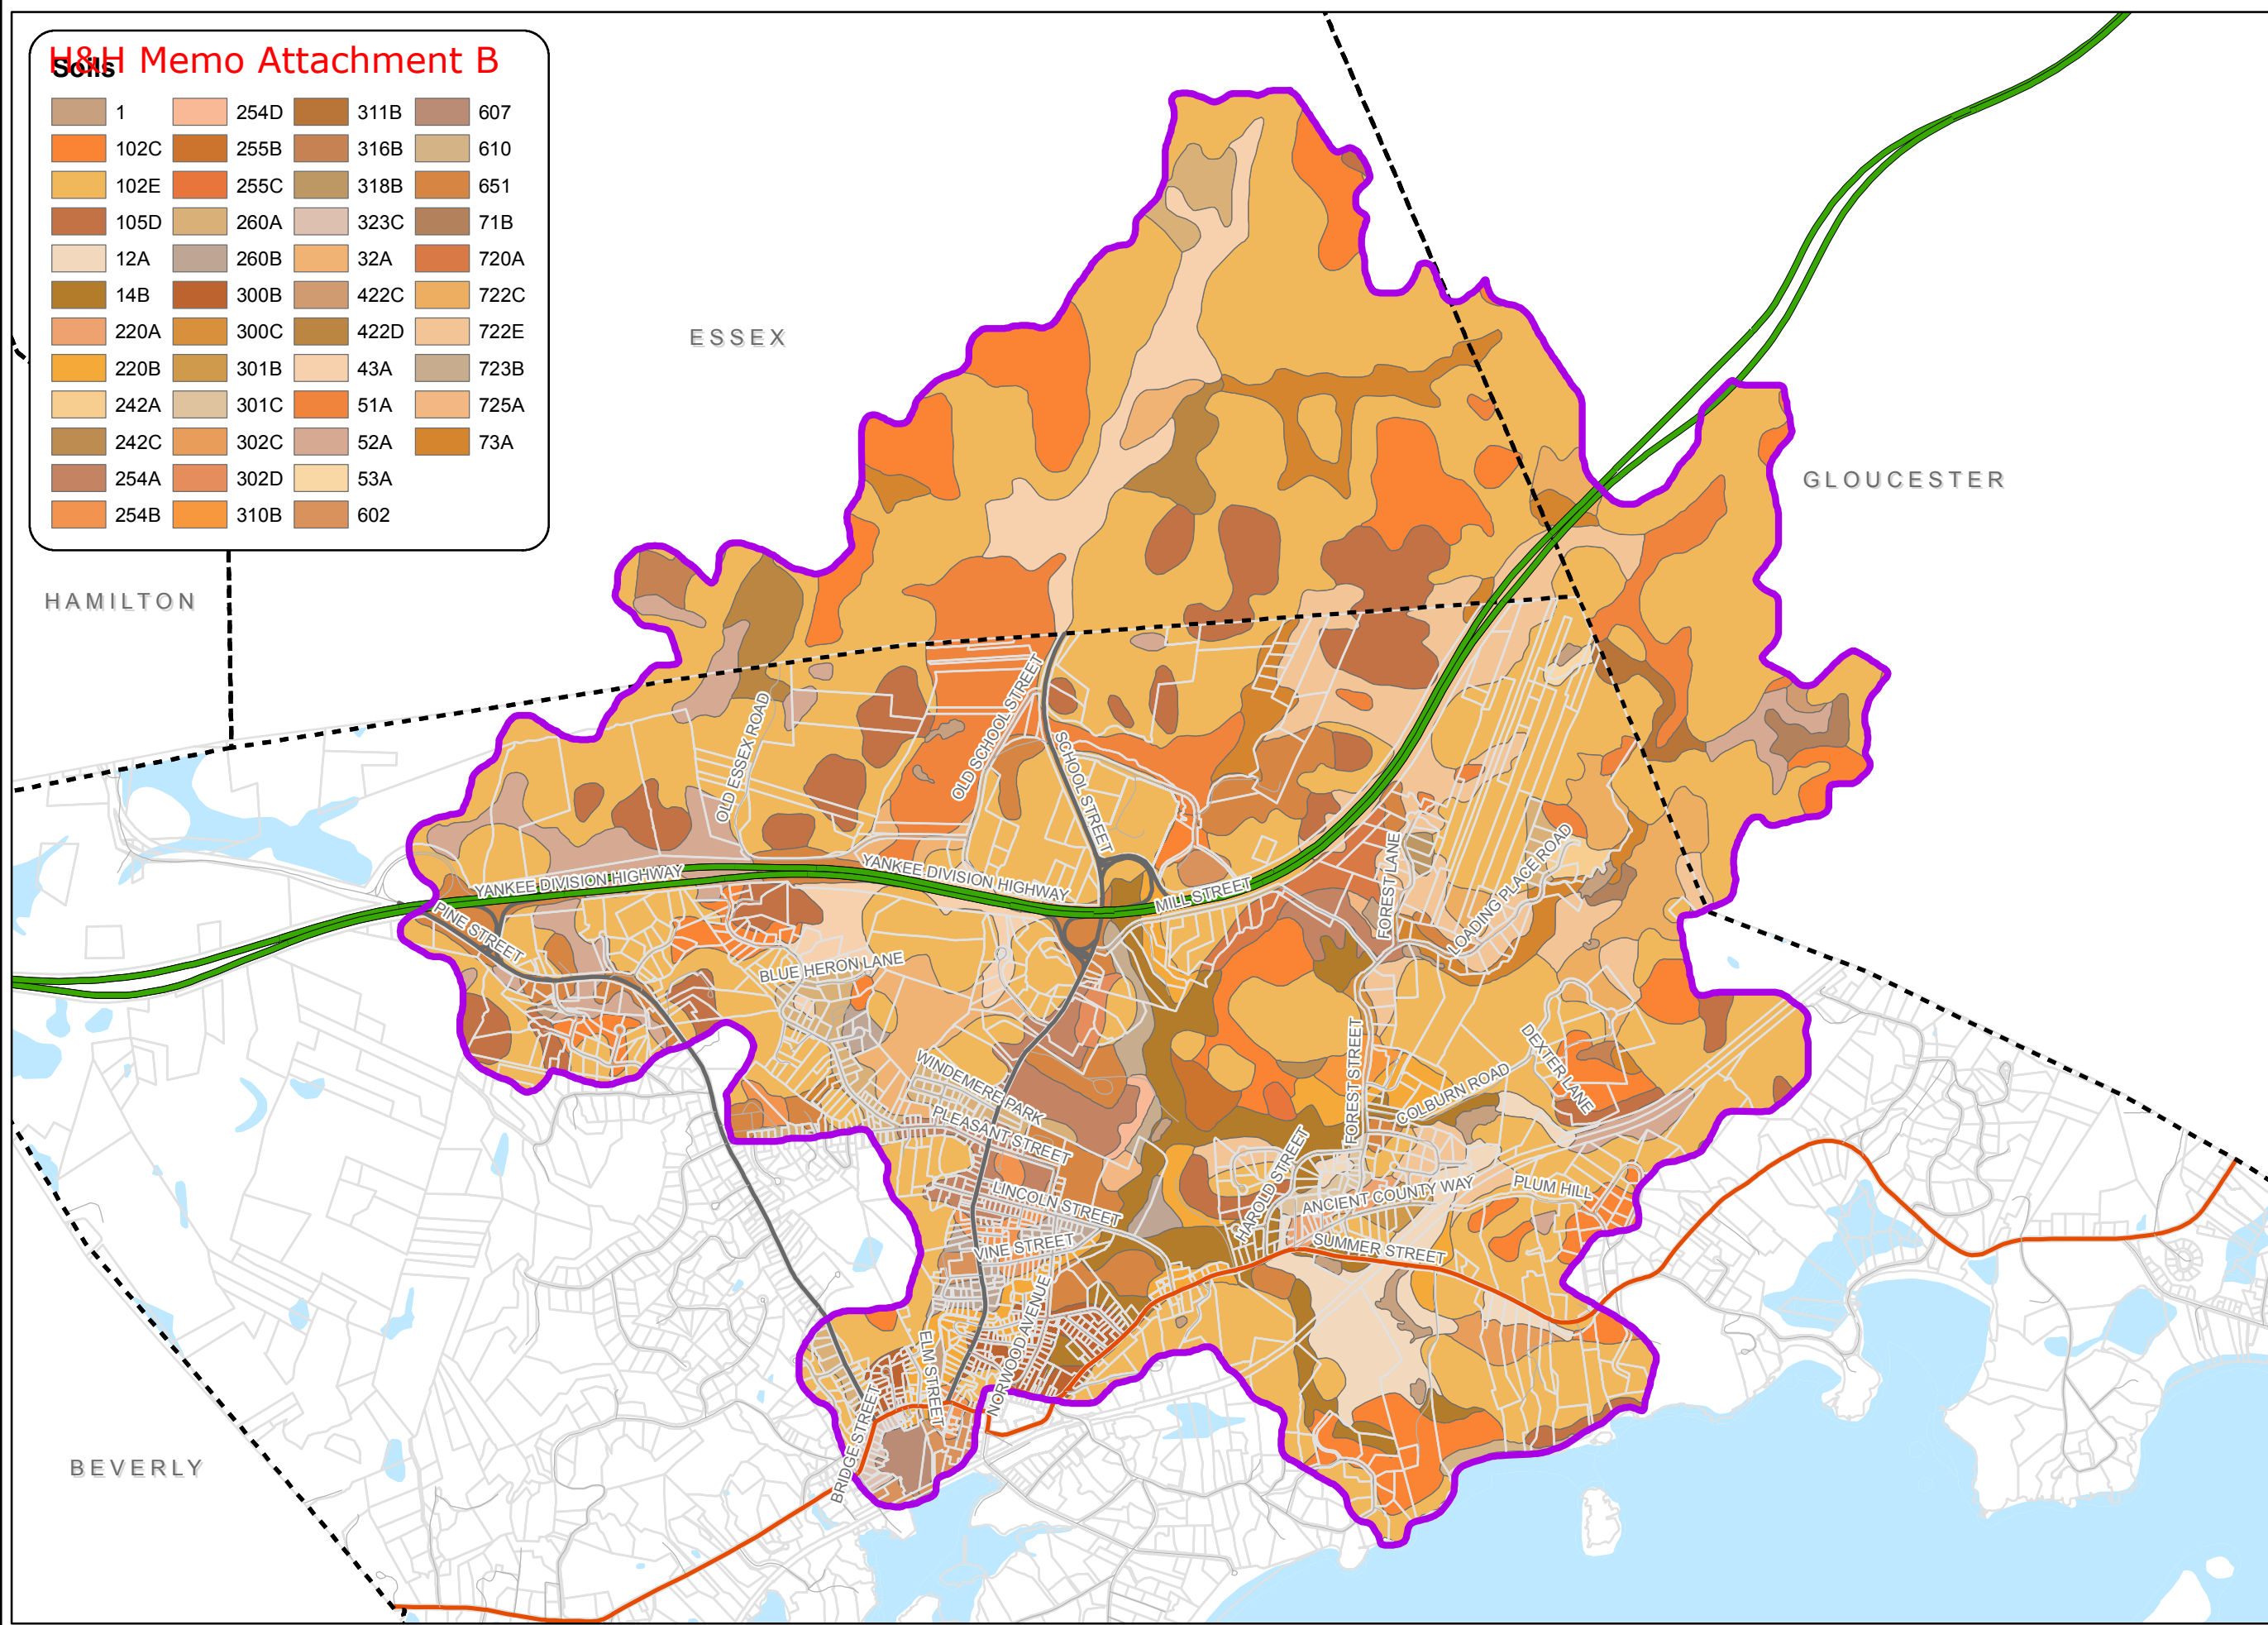 H&H Memo Attachment B
Soils
1
102C
102E
105D
12A
14B
220A
220B
242A
242C
254A
254B
254D
255B
255C
260A
260B
300B
300C
301B
301C
302C
302D
310B
311B
316B
318B
323C
32A
422C
422D
43A
51A
52A
53A
602
607
610
651
71B
720A
722C
722E
723B
725A
73A
ESSEX
GLOUCESTER
HAMILTON
BEVERLY
OLD ESSEX ROAD
OLD SCHOOL STREET
SCHOOL STREET
YANKEE DIVISION HIGHWAY
YANKEE DIVISION HIGHWAY
MILL STREET
PINE STREET
FOREST LANE
LOADING PLACE ROAD
BLUE HERON LANE
WINDEMERE PARK
PLEASANT STREET
FOREST STREET
COLBURN ROAD
DEXTER LANE
LINCOLN STREET
HAROLD STREET
ANCIENT COUNTY WAY
PLUM HILL
VINE STREET
SUMMER STREET
NORWOOD AVENUE
ELM STREET
BRIDGE STREET